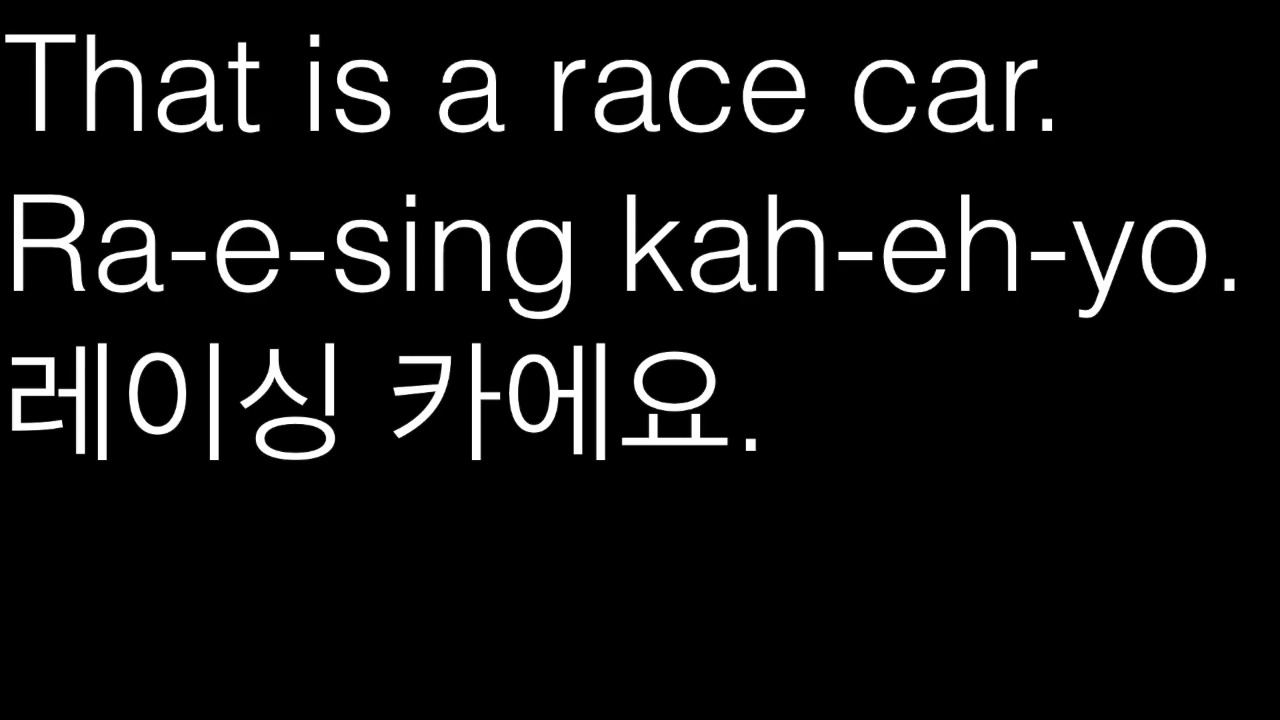 That is a race car.
Ra-e-sing kah-eh-yo.
레이싱 카에요.